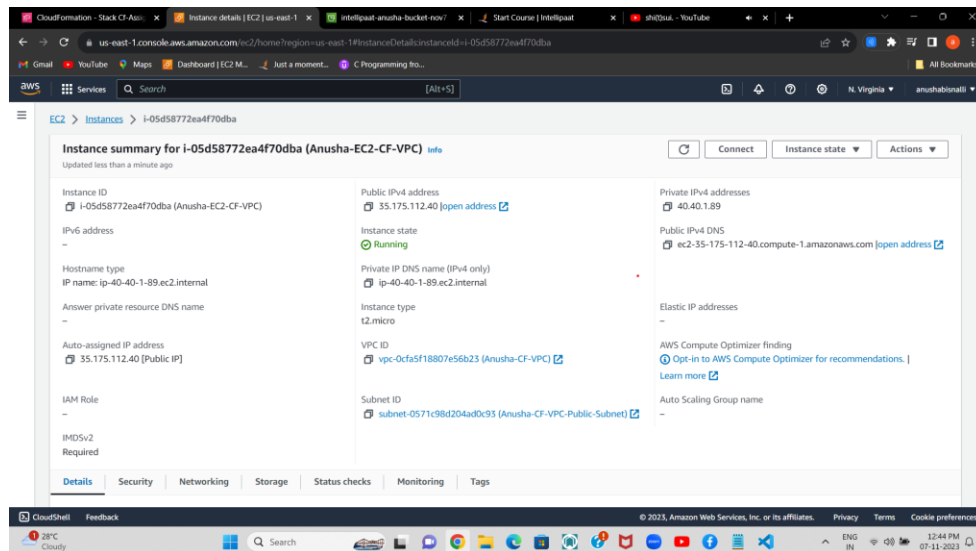 CloudFormation - Stack Cf-Assi
Instance details | EC2 | us-east-1
intellipaat-anusha-bucket-nov7
Start Course | Intellipaat
shi(t)sui. - YouTube
us-east-1.console.aws.amazon.com/ec2/home?region=us-east-1#InstanceDetails:instanceId=i-05d58772ea4f70dba
Gmail YouTube Maps Dashboard | EC2 M... Just a moment... C Programming fro... All Bookmarks
aws Services Search [Alt+S] N. Virginia ▼ anushabisnalli ▼
EC2 > Instances > i-05d58772ea4f70dba
Instance summary for i-05d58772ea4f70dba (Anusha-EC2-CF-VPC) Info
Connect Instance state ▼ Actions ▼
Updated less than a minute ago
Instance ID
i-05d58772ea4f70dba (Anusha-EC2-CF-VPC)
Public IPv4 address
35.175.112.40 |open address
Private IPv4 addresses
40.40.1.89
IPv6 address
–
Instance state
Running
Public IPv4 DNS
ec2-35-175-112-40.compute-1.amazonaws.com |open address
Hostname type
IP name: ip-40-40-1-89.ec2.internal
Private IP DNS name (IPv4 only)
ip-40-40-1-89.ec2.internal
Answer private resource DNS name
–
Instance type
t2.micro
Elastic IP addresses
–
Auto-assigned IP address
35.175.112.40 [Public IP]
VPC ID
vpc-0cfa5f18807e56b23 (Anusha-CF-VPC)
AWS Compute Optimizer finding
Opt-in to AWS Compute Optimizer for recommendations. |
Learn more
IAM Role
–
Subnet ID
subnet-0571c98d204ad0c93 (Anusha-CF-VPC-Public-Subnet)
Auto Scaling Group name
–
IMDSv2
Required
Details Security Networking Storage Status checks Monitoring Tags
CloudShell Feedback © 2023, Amazon Web Services, Inc. or its affiliates. Privacy Terms Cookie preferences
28°C
Cloudy
Search
ENG
IN
12:44 PM
07-11-2023